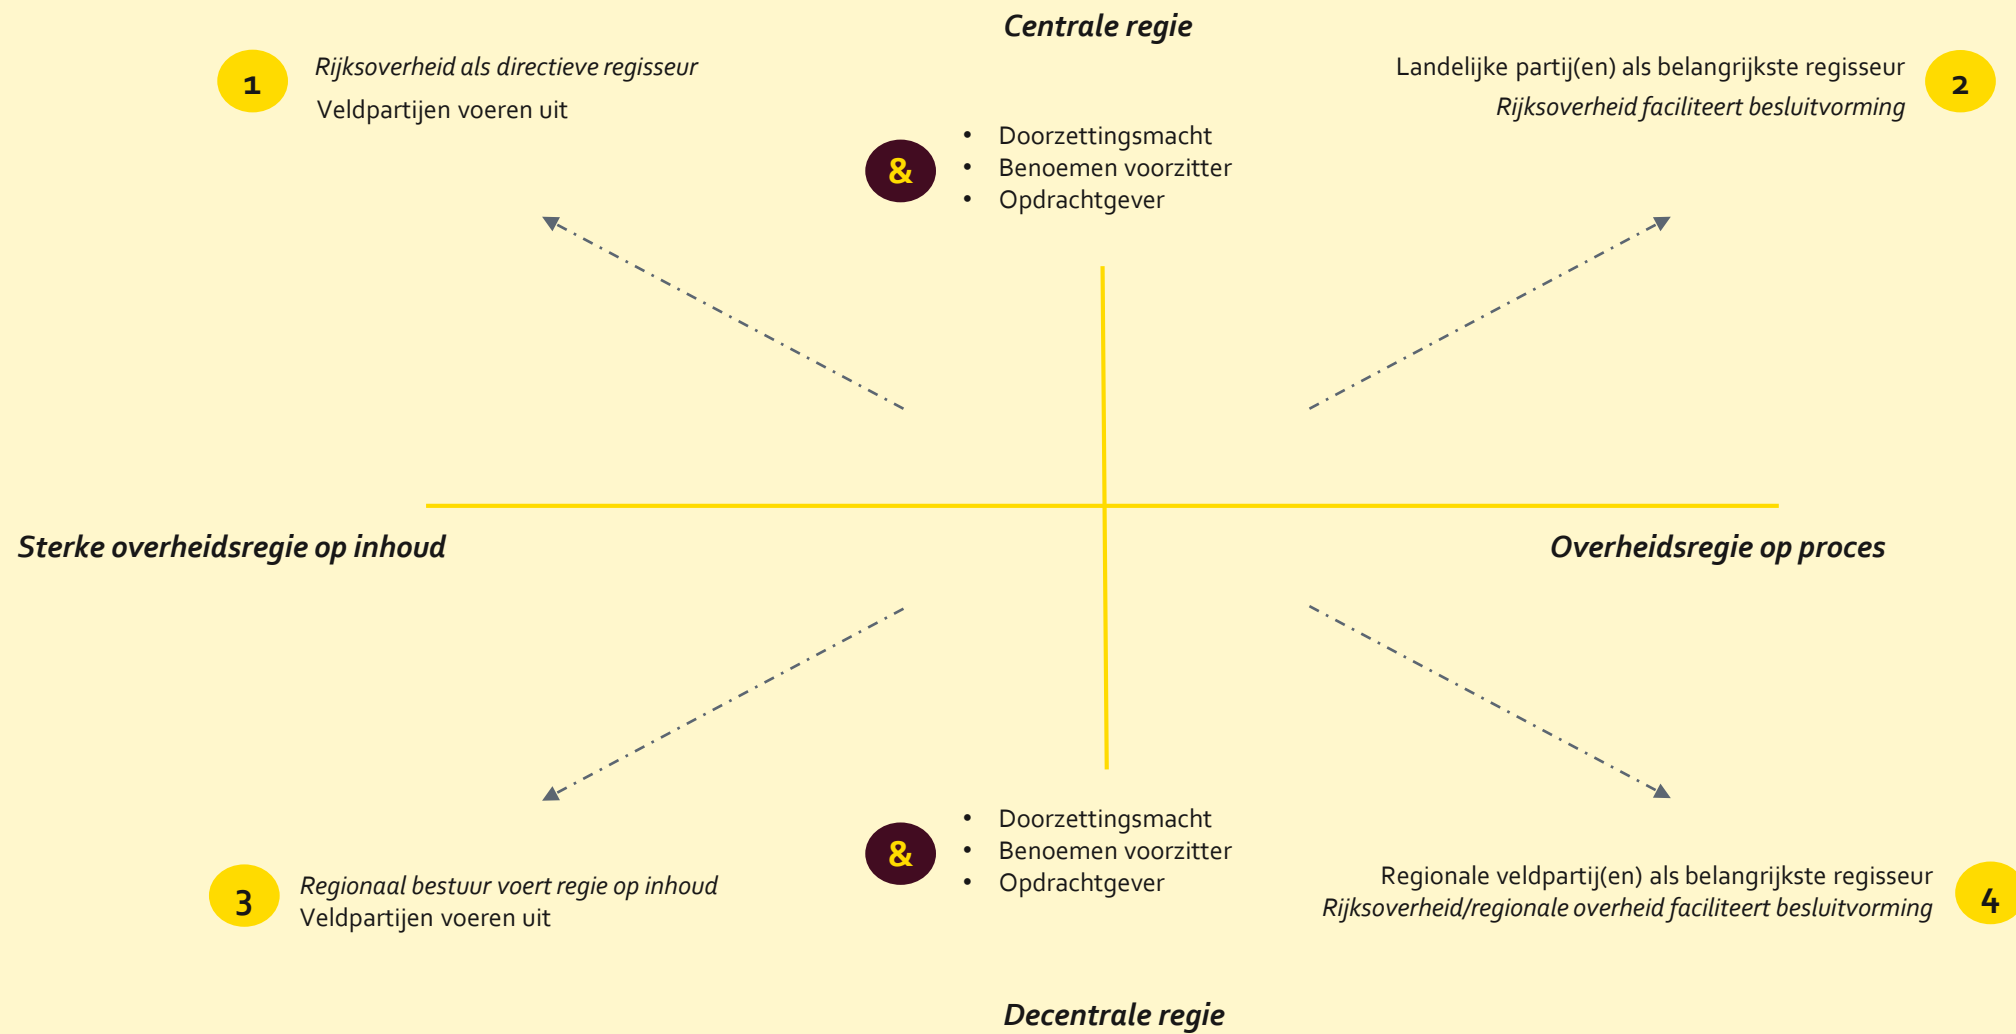 Centrale regie
1
Rijksoverheid als directieve regisseur
Veldpartijen voeren uit
Landelijke partij(en) als belangrijkste regisseur
Rijksoverheid faciliteert besluitvorming
2
&
• Doorzettingsmacht
• Benoemen voorzitter
• Opdrachtgever
Sterke overheidsregie op inhoud
Overheidsregie op proces
&
• Doorzettingsmacht
• Benoemen voorzitter
• Opdrachtgever
3
Regionaal bestuur voert regie op inhoud
Veldpartijen voeren uit
Regionale veldpartij(en) als belangrijkste regisseur
Rijksoverheid/regionale overheid faciliteert besluitvorming
4
Decentrale regie